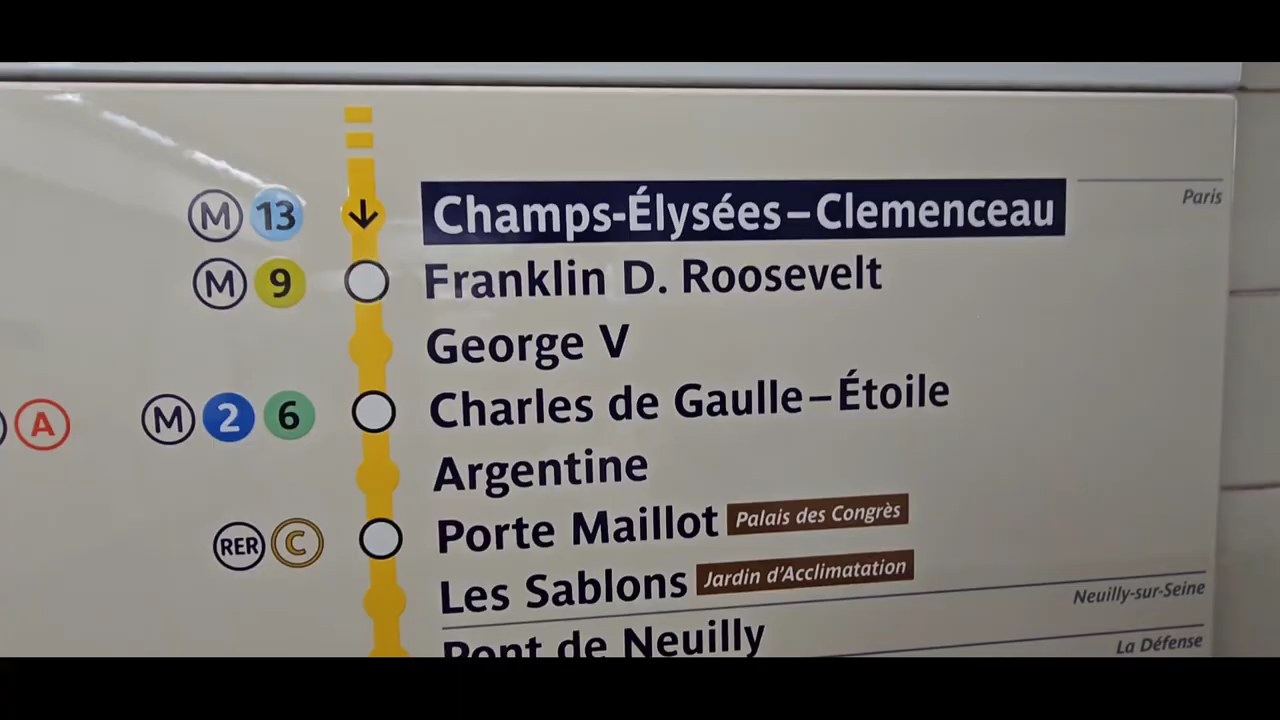 M 13 Champs-Élysées–Clemenceau
Paris
M 9 Franklin D. Roosevelt
George V
A M 2 6 Charles de Gaulle–Étoile
Argentine
RER C Porte Maillot Palais des Congrès
Les Sablons Jardin d'Acclimatation
Neuilly-sur-Seine
Pont de Neuilly
La Défense